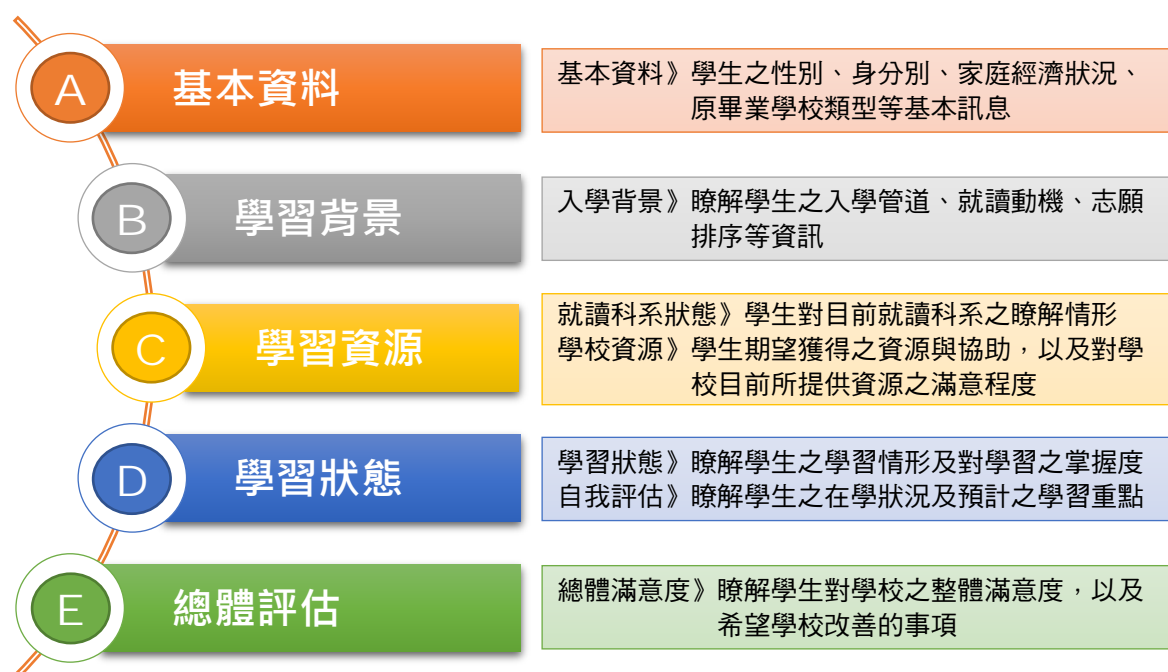 A
基本資料
基本資料》學生之性別、身分別、家庭經濟狀況、
原畢業學校類型等基本訊息
B
學習背景
入學背景》瞭解學生之入學管道、就讀動機、志願
排序等資訊
C
學習資源
就讀科系狀態》學生對目前就讀科系之瞭解情形
學校資源》學生期望獲得之資源與協助，以及對學
校目前所提供資源之滿意程度
D
學習狀態
學習狀態》瞭解學生之學習情形及對學習之掌握度
自我評估》瞭解學生之在學狀況及預計之學習重點
E
總體評估
總體滿意度》瞭解學生對學校之整體滿意度，以及
希望學校改善的事項